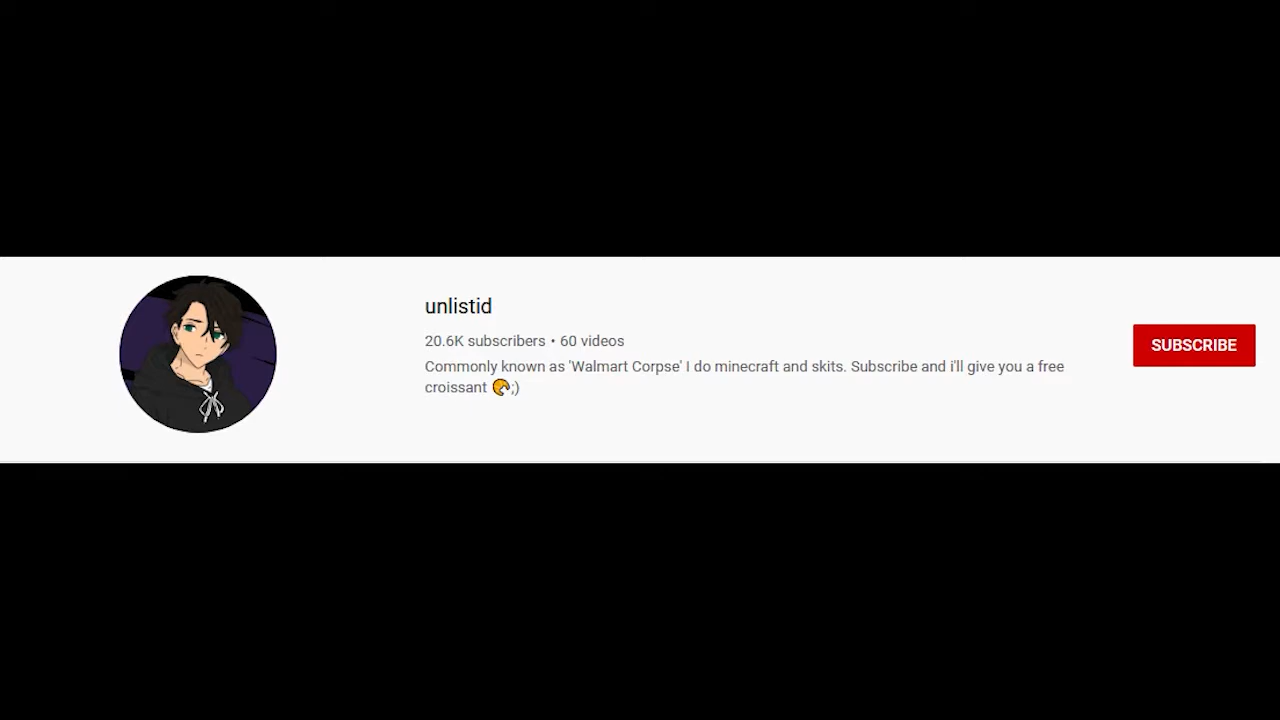 unlistid
20.6K subscribers • 60 videos
Commonly known as 'Walmart Corpse' I do minecraft and skits. Subscribe and i'll give you a free
croissant 🥐;)
SUBSCRIBE